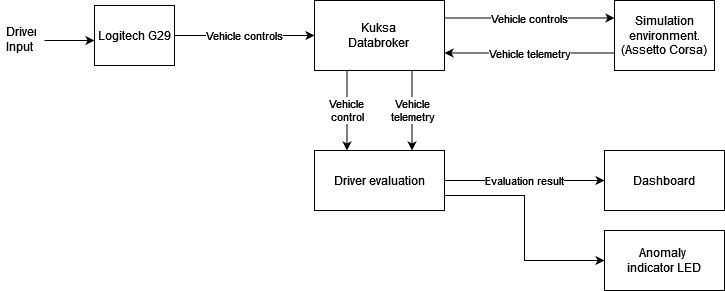 Driver
Input
Logitech G29
Vehicle controls
Kuksa
Databroker
Vehicle controls
Vehicle telemetry
Simulation
environment.
(Assetto Corsa)
Vehicle
control
Vehicle
telemetry
Driver evaluation
Evaluation result
Dashboard
Anomaly
indicator LED